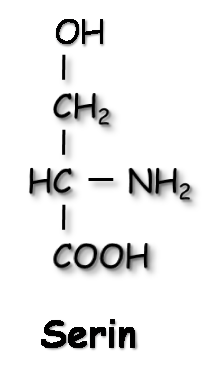 OH
|
CH₂
|
HC – NH₂
|
COOH
Serin